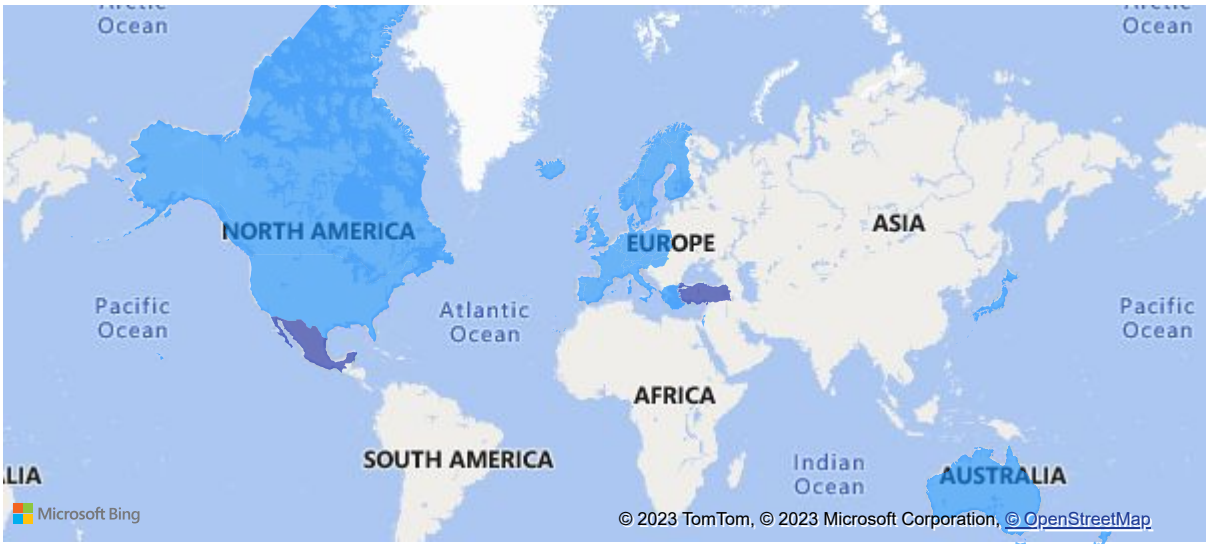 Arctic
Ocean
Arctic
Ocean
NORTH AMERICA
EUROPE
ASIA
Pacific
Ocean
Atlantic
Ocean
Pacific
Ocean
AFRICA
SOUTH AMERICA
Indian
Ocean
ALIA
AUSTRALIA
Microsoft Bing
© 2023 TomTom, © 2023 Microsoft Corporation, © OpenStreetMap